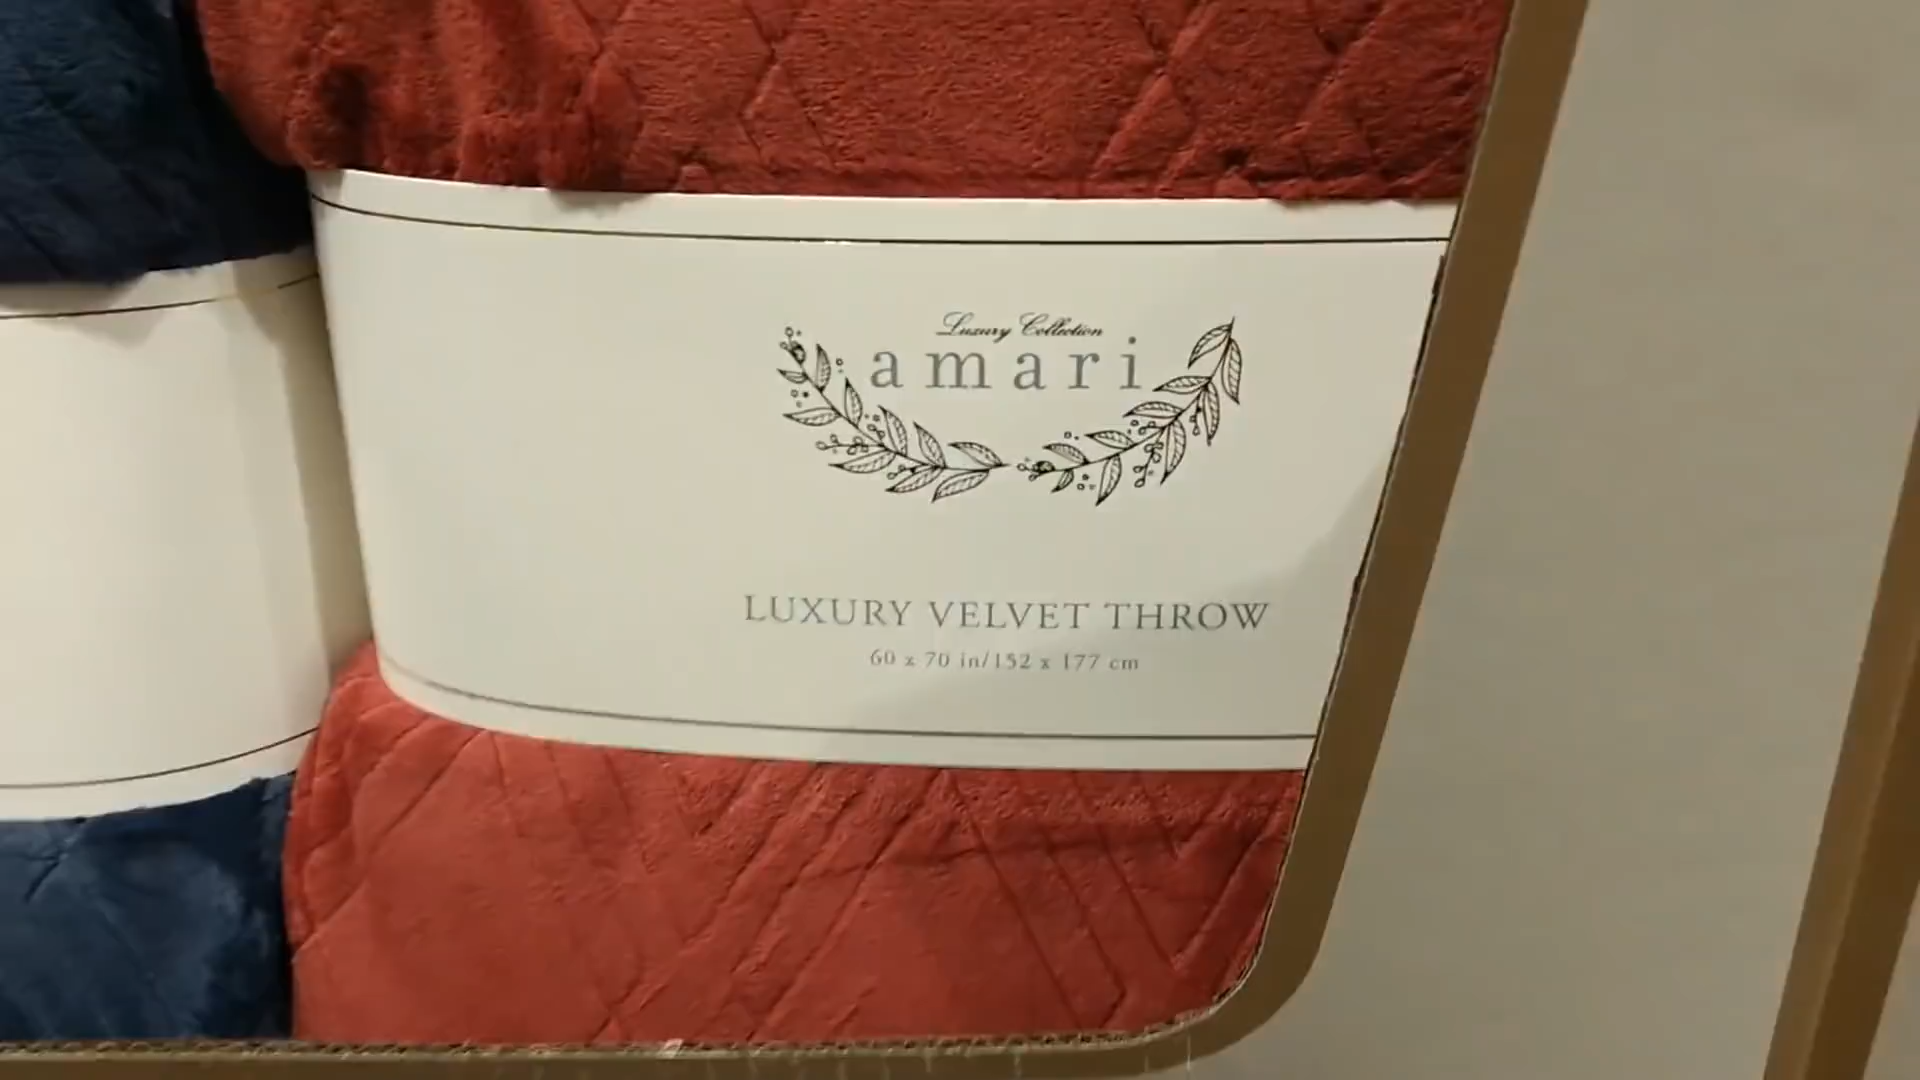 Luxury Collection
amari
LUXURY VELVET THROW
60 x 70 in/152 x 177 cm